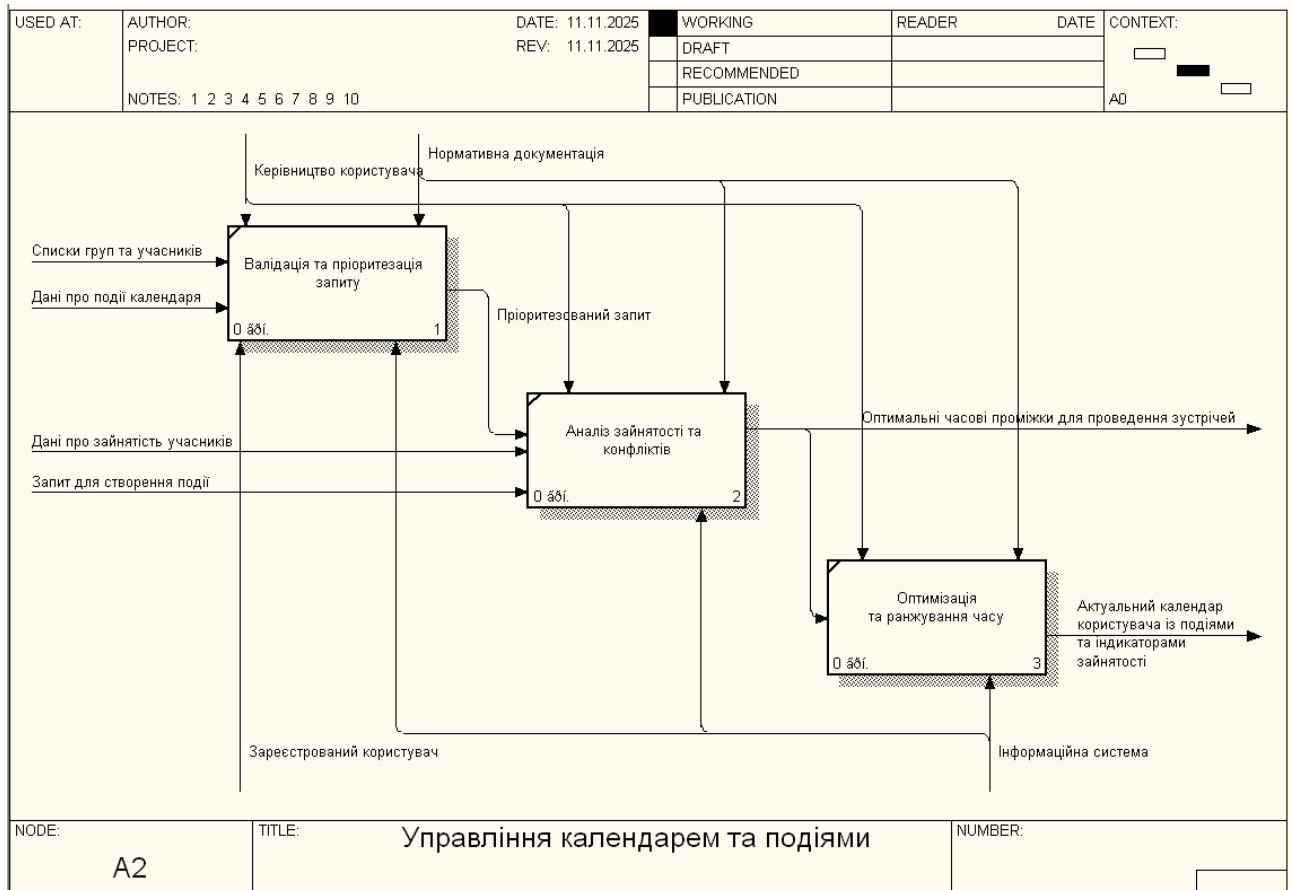 USED AT:
AUTHOR:
DATE: 11.11.2025
PROJECT:
REV: 11.11.2025
NOTES: 1 2 3 4 5 6 7 8 9 10
WORKING
DRAFT
RECOMMENDED
PUBLICATION
READER
DATE
CONTEXT:
A0
Керівництво користувача
Нормативна документація
Списки груп та учасників
Дані про події календаря
Валідація та пріоритезація
запиту
0 ãðí.
1
Пріоритезований запит
Дані про зайнятість учасників
Запит для створення події
Аналіз зайнятості та
конфліктів
0 ãðí.
2
Оптимальні часові проміжки для проведення зустрічей
Оптимізація
та ранжування часу
0 ãðí.
3
Актуальний календар
користувача із подіями
та індикаторами
зайнятості
Зареєстрований користувач
Інформаційна система
NODE:
A2
TITLE:
Управління календарем та подіями
NUMBER: